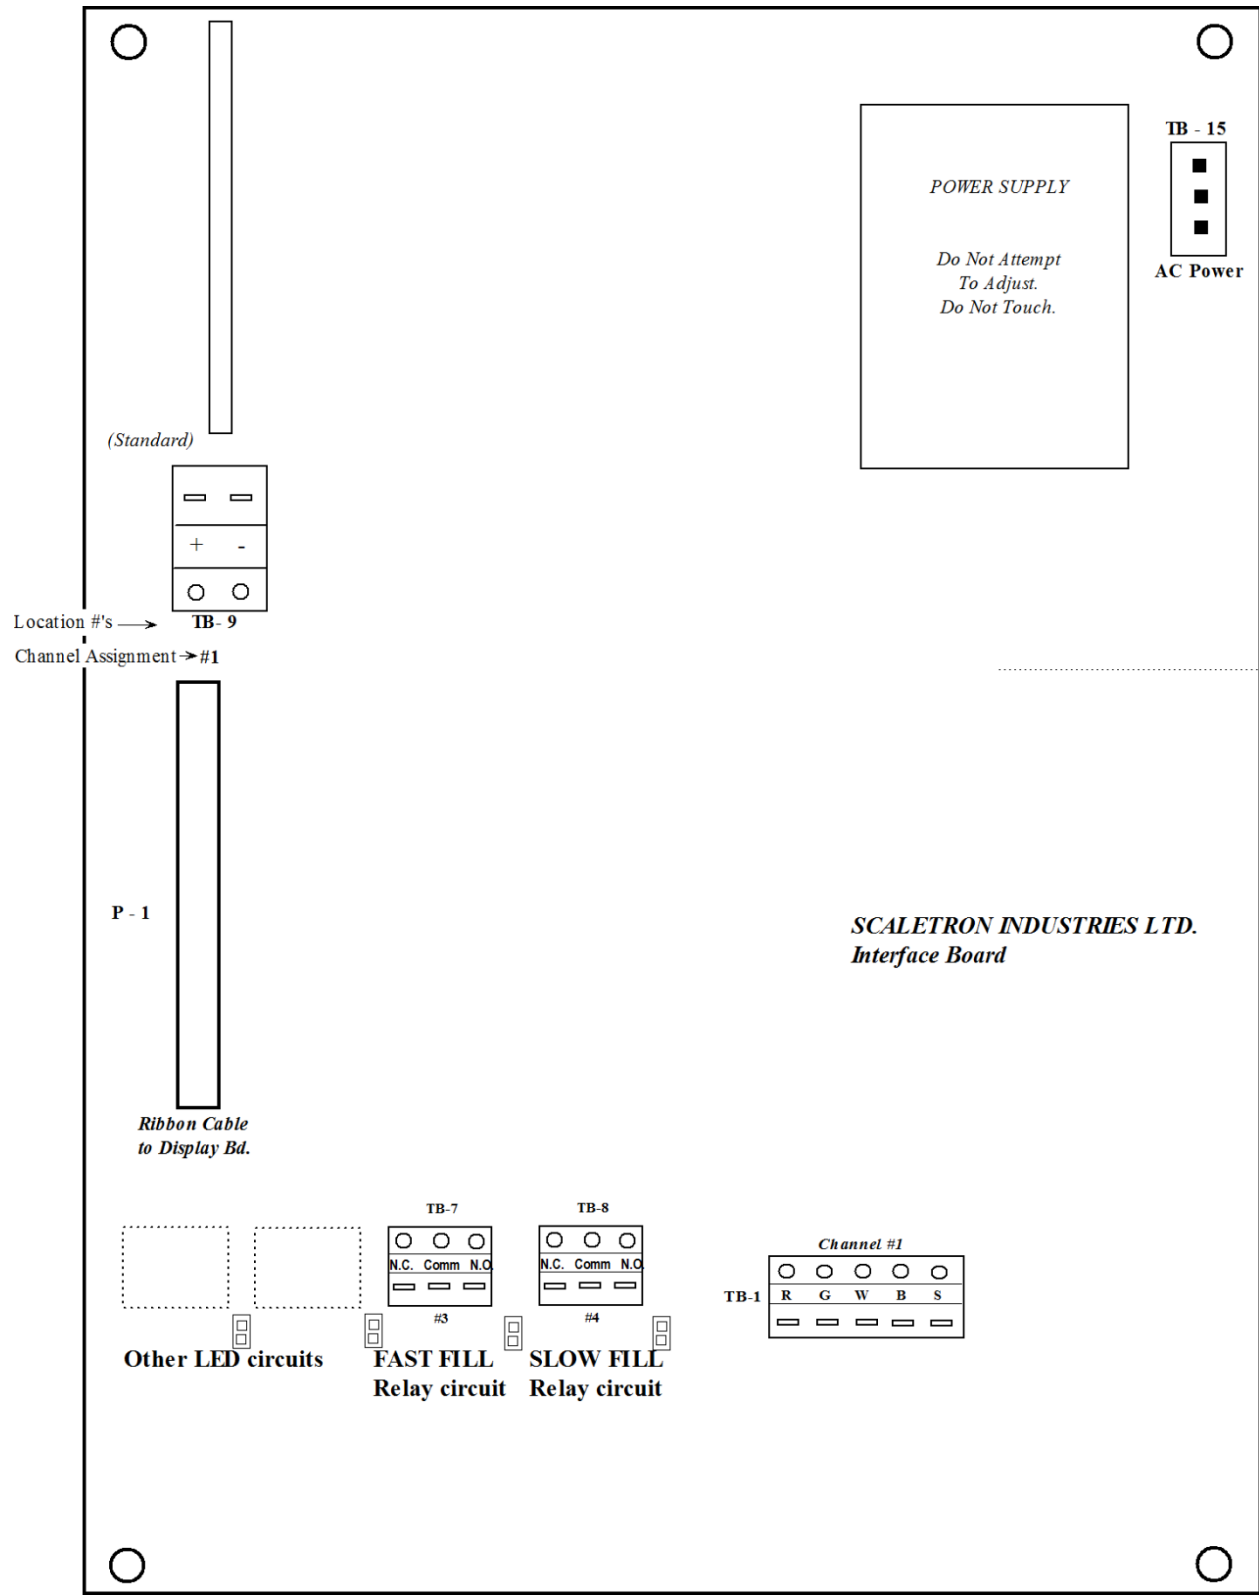 TB - 15
POWER SUPPLY
Do Not Attempt
To Adjust.
Do Not Touch.
AC Power
(Standard)
+ -
Location #'s
TB- 9
Channel Assignment #1
P - 1
SCALETRON INDUSTRIES LTD.
Interface Board
Ribbon Cable
to Display Bd.
TB-7
TB-8
N.C. Comm N.O.
N.C. Comm N.O
Channel #1
TB-1
R G W B S
#3
#4
Other LED circuits
FAST FILL
Relay circuit
SLOW FILL
Relay circuit